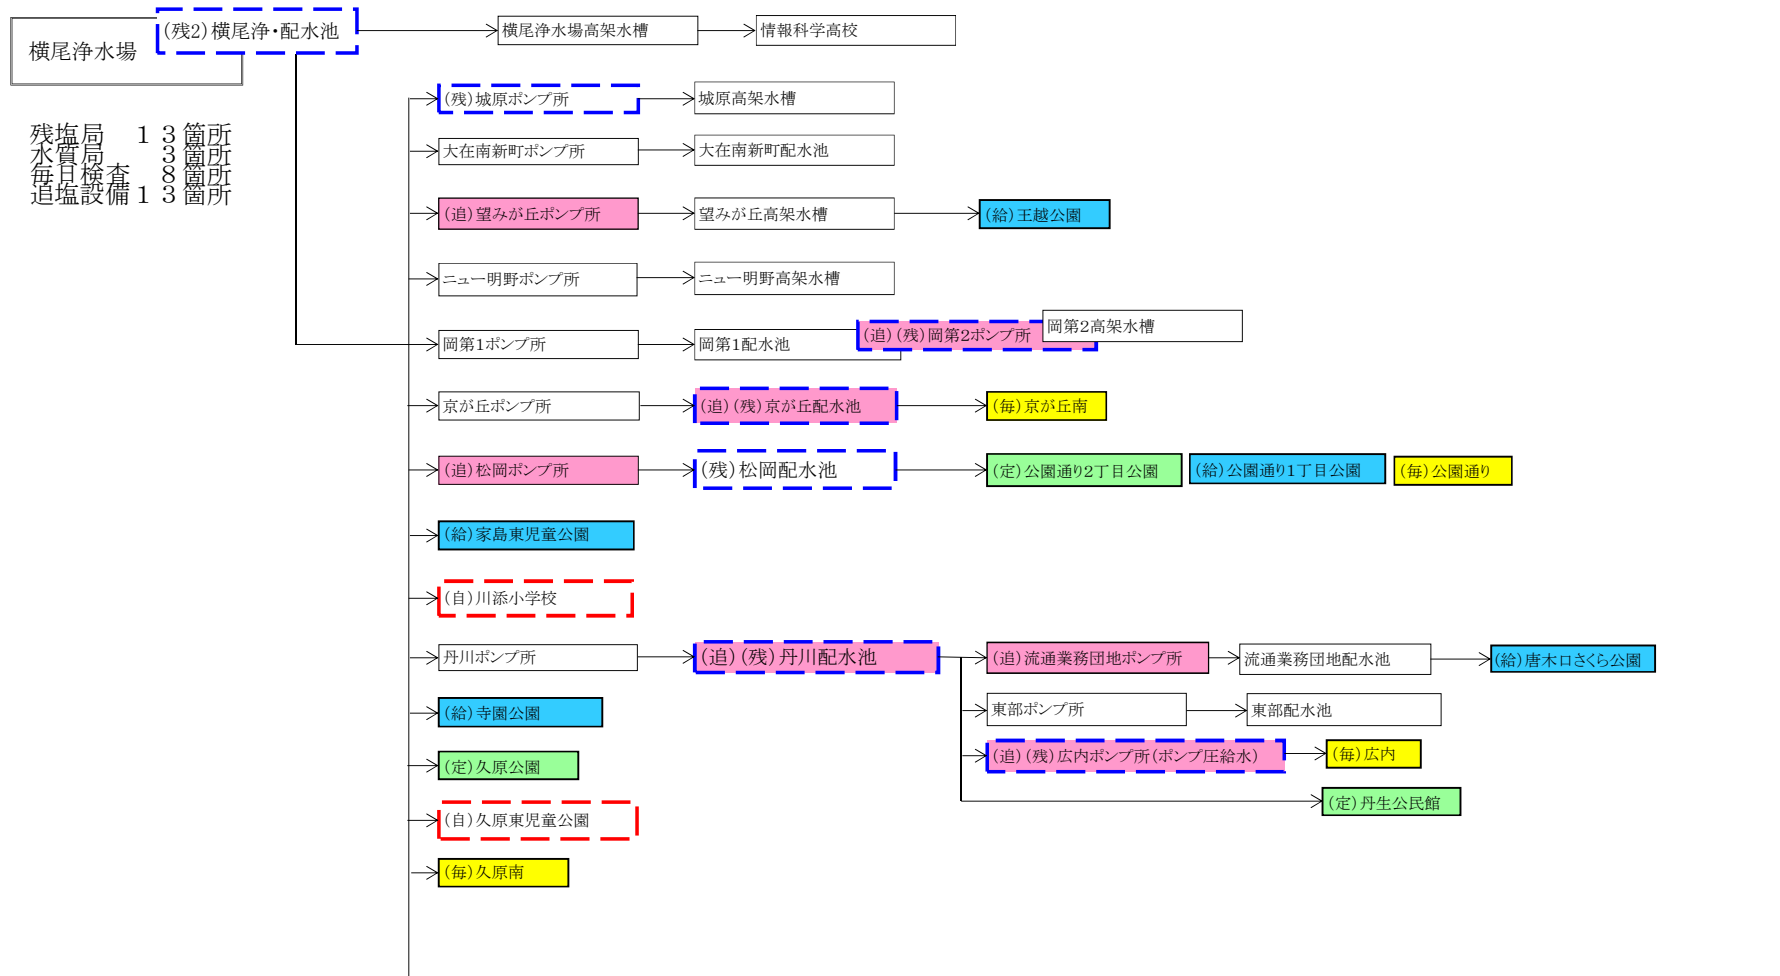 横尾浄水場
(残2)横尾浄・配水池
横尾浄水場高架水槽
情報科学高校
残塩局　１３箇所
水質局　　３箇所
毎日検査　８箇所
追塩設備１３箇所
(残)城原ポンプ所
城原高架水槽
大在南新町ポンプ所
大在南新町配水池
(追)望みが丘ポンプ所
望みが丘高架水槽
(給)王越公園
ニュー明野ポンプ所
ニュー明野高架水槽
岡第1ポンプ所
岡第1配水池
(追)(残)岡第2ポンプ所
岡第2高架水槽
京が丘ポンプ所
(追)(残)京が丘配水池
(毎)京が丘南
(追)松岡ポンプ所
(残)松岡配水池
(定)公園通り2丁目公園
(給)公園通り1丁目公園
(毎)公園通り
(給)家島東児童公園
(自)川添小学校
丹川ポンプ所
(追)(残)丹川配水池
(追)流通業務団地ポンプ所
流通業務団地配水池
(給)唐木口さくら公園
(給)寺園公園
東部ポンプ所
東部配水池
(定)久原公園
(追)(残)広内ポンプ所(ポンプ圧給水)
(毎)広内
(定)丹生公民館
(自)久原東児童公園
(毎)久原南